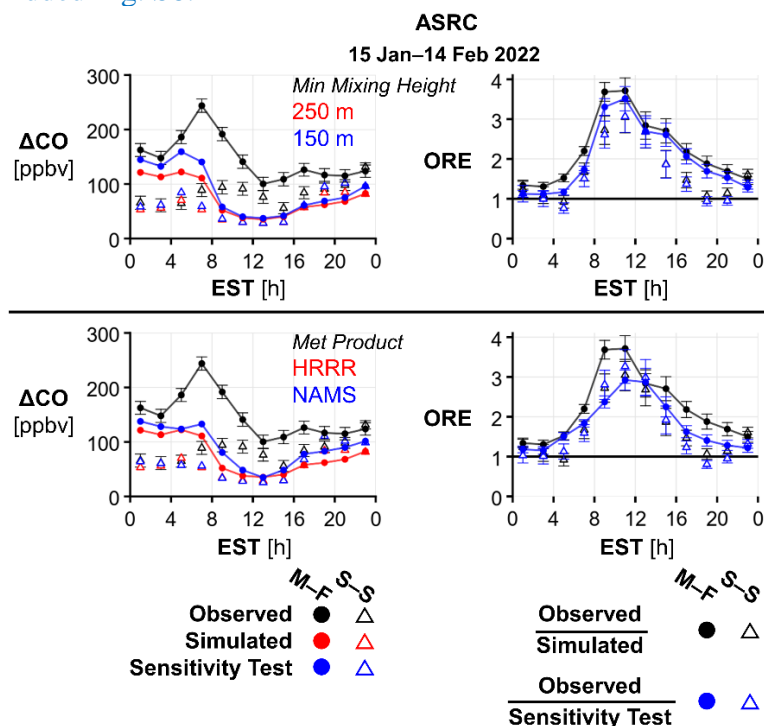 ASRC
15 Jan–14 Feb 2022
300
200
100
0
ΔCO
[ppbv]
Min Mixing Height
250 m
150 m
0 4 8 12 16 20 0
EST [h]
4
3
2
1
0
ORE
0 4 8 12 16 20 0
EST [h]
300
200
100
0
ΔCO
[ppbv]
Met Product
HRRR
NAMS
0 4 8 12 16 20 0
EST [h]
4
3
2
1
0
ORE
0 4 8 12 16 20 0
EST [h]
M–F S–S
Observed
Simulated
Sensitivity Test
M–F S–S
Observed
Simulated
Observed
Sensitivity Test